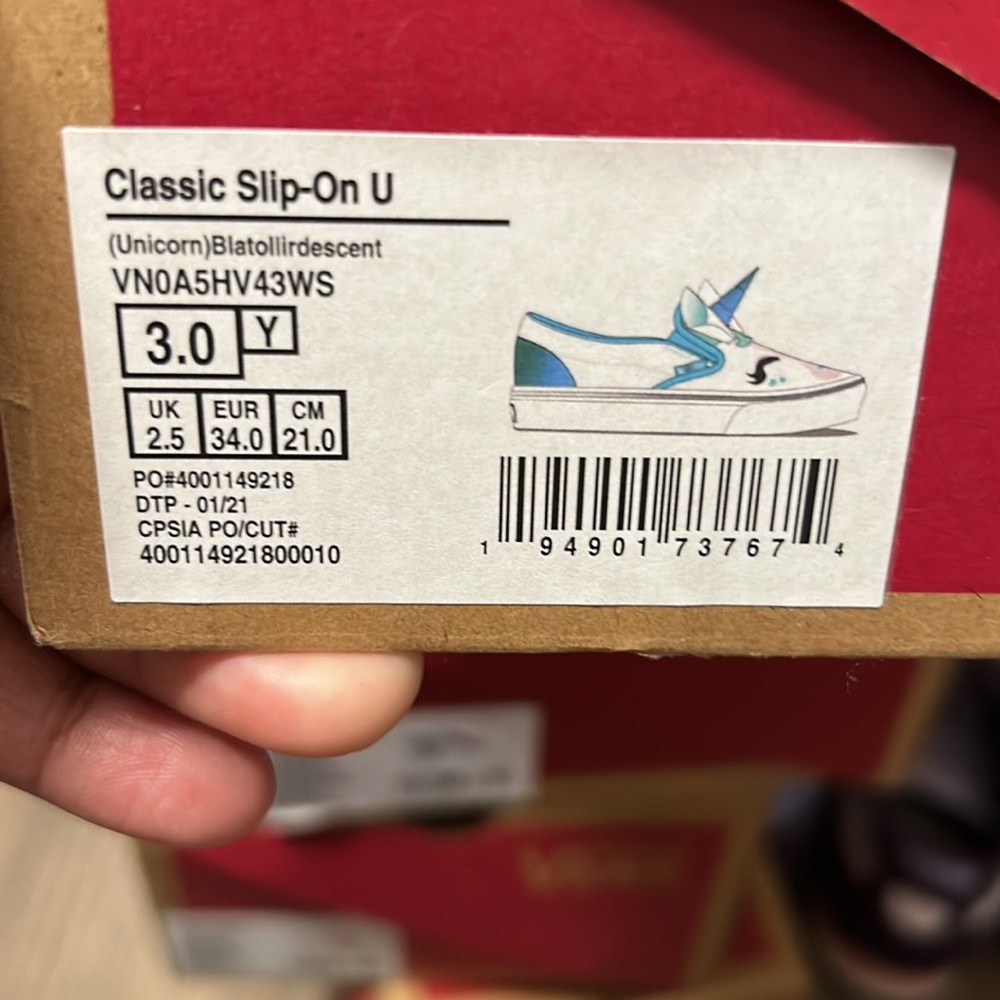 Classic Slip-On U
(Unicorn)Blatollirdescent
VN0A5HV43WS
3.0 Y
UK EUR CM
2.5 34.0 21.0
PO#4001149218
DTP - 01/21
CPSIA PO/CUT#
400114921800010
1 94901 73767 4